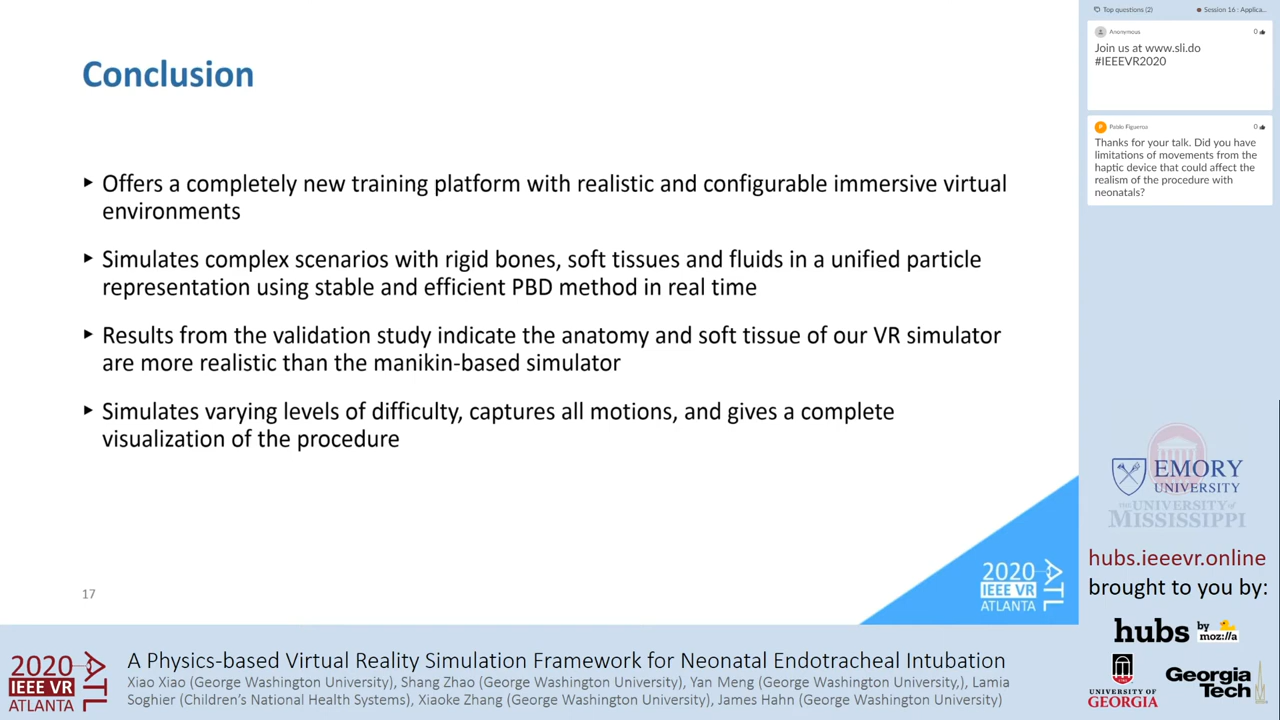 Conclusion
Offers a completely new training platform with realistic and configurable immersive virtual
environments
Simulates complex scenarios with rigid bones, soft tissues and fluids in a unified particle
representation using stable and efficient PBD method in real time
Results from the validation study indicate the anatomy and soft tissue of our VR simulator
are more realistic than the manikin-based simulator
Simulates varying levels of difficulty, captures all motions, and gives a complete
visualization of the procedure
17
2020
IEEE VR
ATLANTA
ATL
Top questions (2)
Session 16 : Applica...
Anonymous
0
Join us at www.sli.do
#IEEEVR2020
P
Pablo Figueroa
0
Thanks for your talk. Did you have
limitations of movements from the
haptic device that could affect the
realism of the procedure with
neonatals?
EMORY
UNIVERSITY
THE UNIVERSITY of
MISSISSIPPI
hubs.ieeevr.online
brought to you by:
hubs by
moz://a
UNIVERSITY OF
GEORGIA
Georgia
Tech
2020
IEEE VR
ATLANTA
ATL
A Physics-based Virtual Reality Simulation Framework for Neonatal Endotracheal Intubation
Xiao Xiao (George Washington University), Shang Zhao (George Washington University), Yan Meng (George Washington University,), Lamia
Soghier (Children's National Health Systems), Xiaoke Zhang (George Washington University), James Hahn (George Washington University)